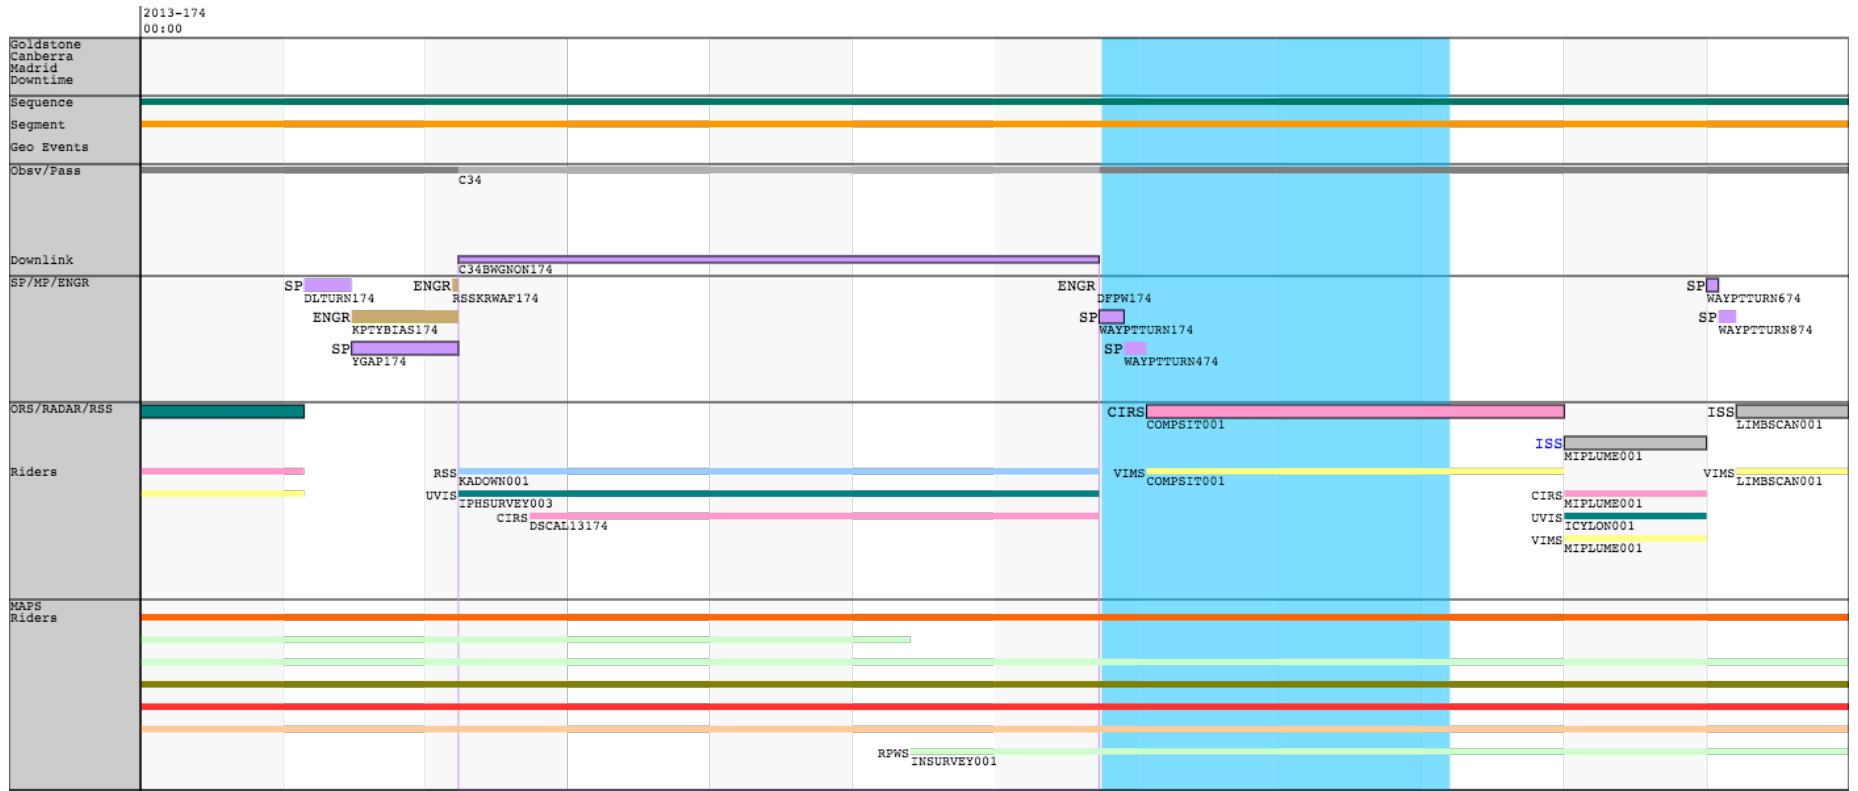 2013-174
00:00
Goldstone
Canberra
Madrid
Downtime
Sequence
Segment
Geo Events
Obsv/Pass
C34
Downlink
C34BWGNON174
SP/MP/ENGR
SP
DLTURN174
ENGR
RSSKRWAF174
ENGR
DFPW174
SP
WAYPTTURN674
ENGR
KPTYBIAS174
SP
WAYPTTURN174
SP
WAYPTTURN874
SP
YGAP174
SP
WAYPTTURN474
ORS/RADAR/RSS
CIRS
COMPSIT001
ISS
LIMBSCAN001
ISS
MIPLUME001
Riders
RSS
KADOWN001
VIMS
COMPSIT001
VIMS
LIMBSCAN001
UVIS
IPHSURVEY003
CIRS
MIPLUME001
CIRS
DSCAL13174
UVIS
ICYLON001
VIMS
MIPLUME001
MAPS
Riders
RPWS
INSURVEY001